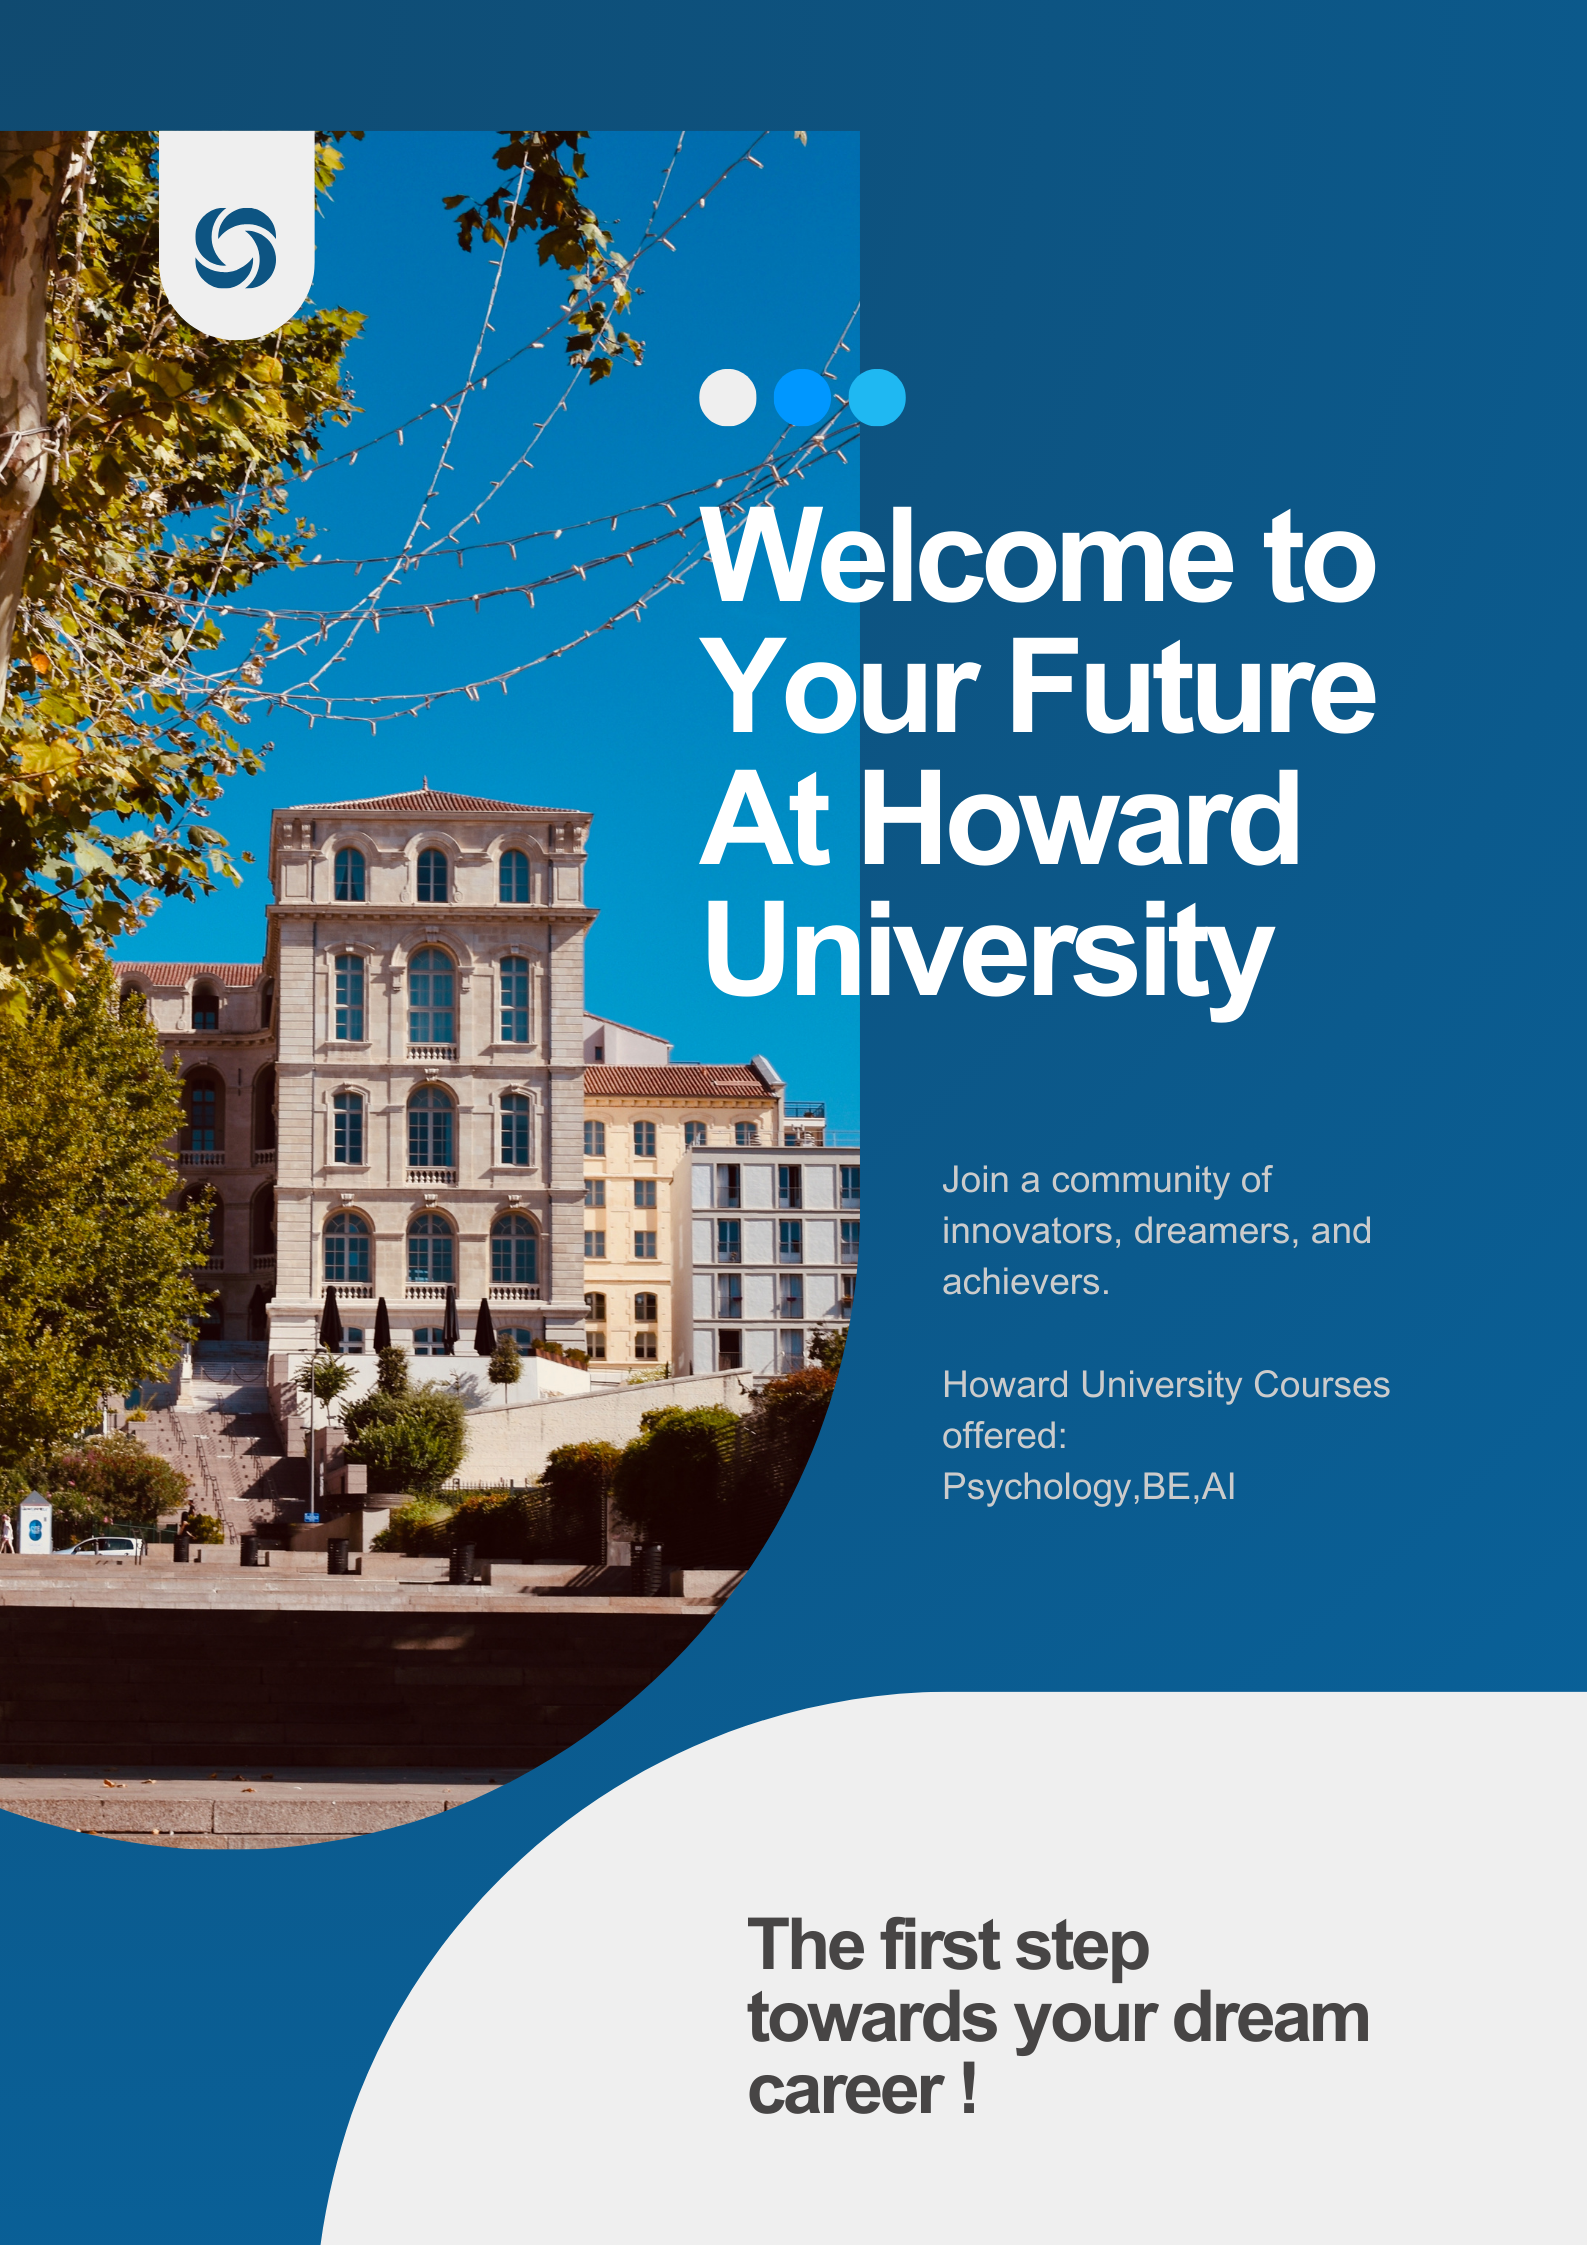 Welcome to
Your Future
At Howard
University
Join a community of
innovators, dreamers, and
achievers.
Howard University Courses
offered:
Psychology,BE,AI
The first step
towards your dream
career !